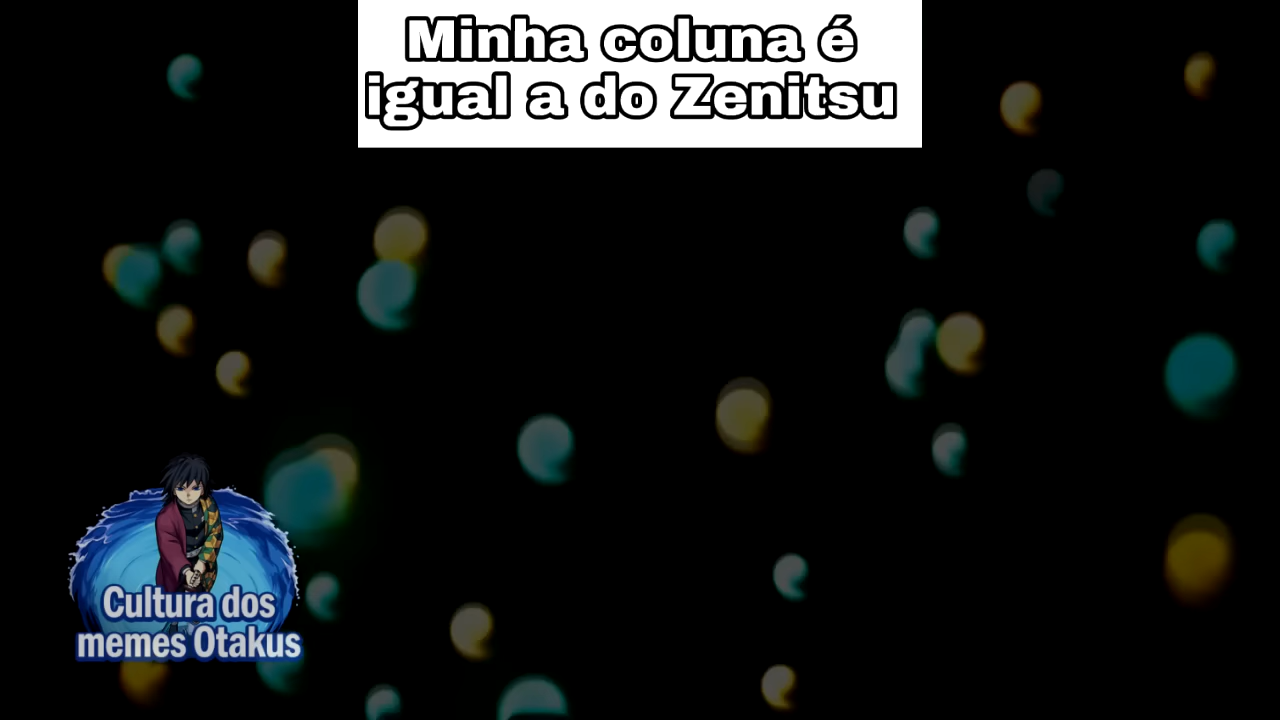 Minha coluna é
igual a do Zenitsu
Cultura dos
memes Otakus